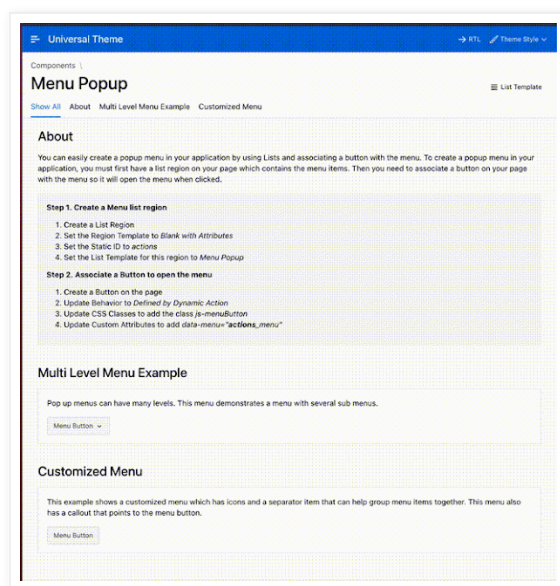 Universal Theme
RTL
Theme Style
Components \
Menu Popup
List Template
Show All About Multi Level Menu Example Customized Menu
About
You can easily create a popup menu in your application by using Lists and associating a button with the menu. To create a popup menu in your
application, you must first have a list region on your page which contains the menu items. Then you need to associate a button on your page
with the menu so it will open the menu when clicked.
Step 1. Create a Menu list region
1. Create a List Region
2. Set the Region Template to Blank with Attributes
3. Set the Static ID to actions
4. Set the List Template for this region to Menu Popup
Step 2. Associate a Button to open the menu
1. Create a Button on the page
2. Update Behavior to Defined by Dynamic Action
3. Update CSS Classes to add the class js-menuButton
4. Update Custom Attributes to add data-menu="actions_menu"
Multi Level Menu Example
Pop up menus can have many levels. This menu demonstrates a menu with several sub menus.
Menu Button
Customized Menu
This example shows a customized menu which has icons and a separator item that can help group menu items together. This menu also
has a callout that points to the menu button.
Menu Button